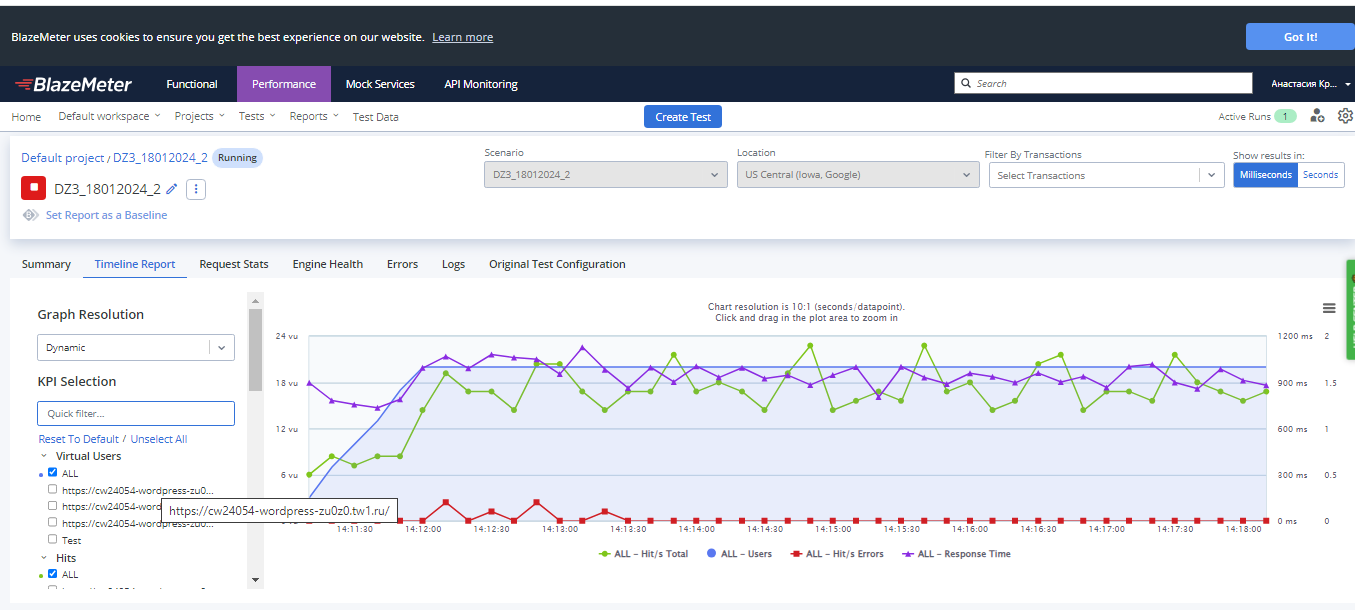 BlazeMeter uses cookies to ensure you get the best experience on our website. Learn more
Got It!
BlazeMeter
Functional
Performance
Mock Services
API Monitoring
Search
Анастасия Кр...
Home
Default workspace
Projects
Tests
Reports
Test Data
Create Test
Active Runs 1
Default project / DZ3_18012024_2 Running
DZ3_18012024_2
Set Report as a Baseline
Scenario
DZ3_18012024_2
Location
US Central (Iowa, Google)
Filter By Transactions
Select Transactions
Show results in:
Milliseconds Seconds
Summary
Timeline Report
Request Stats
Engine Health
Errors
Logs
Original Test Configuration
Graph Resolution
Dynamic
KPI Selection
Quick filter...
Reset To Default / Unselect All
Virtual Users
ALL
https://cw24054-wordpress-zu0...
https://cw24054-wordpress-zu0z0.tw1.ru/
Test
Hits
ALL
Chart resolution is 10:1 (seconds/datapoint).
Click and drag in the plot area to zoom in
24 vu
18 vu
12 vu
6 vu
1200 ms 2
900 ms 1.5
600 ms 1
300 ms 0.5
0 ms 0
14:11:30 14:12:00 14:12:30 14:13:00 14:13:30 14:14:00 14:14:30 14:15:00 14:15:30 14:16:00 14:16:30 14:17:00 14:17:30 14:18:00
ALL – Hit/s Total ALL – Users ALL – Hit/s Errors ALL – Response Time